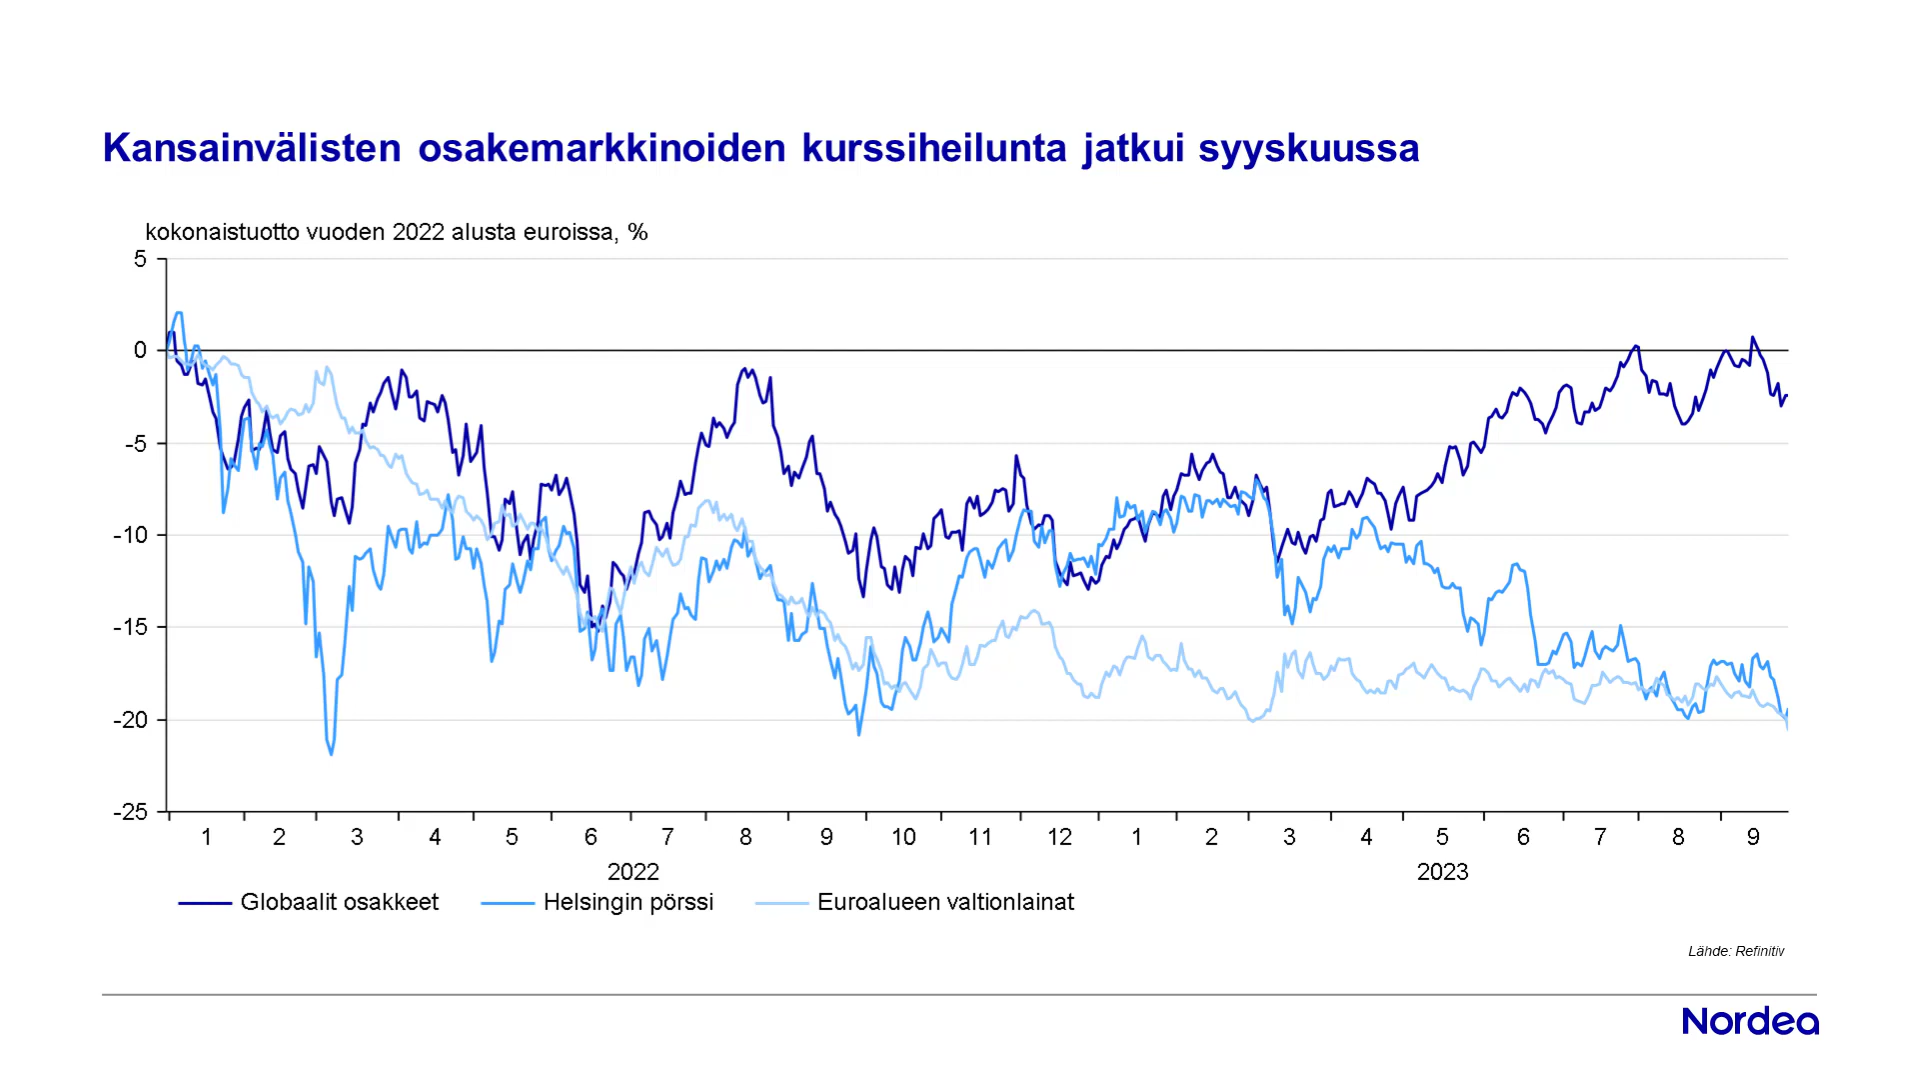 Kansainvälisten osakemarkkinoiden kurssiheilunta jatkui syyskuussa
kokonaistuotto vuoden 2022 alusta euroissa, %
5
0
-5
-10
-15
-20
-25
1 2 3 4 5 6 7 8 9 10 11 12 1 2 3 4 5 6 7 8 9
2022 2023
Globaalit osakkeet Helsingin pörssi Euroalueen valtionlainat
Lähde: Refinitiv
Nordea